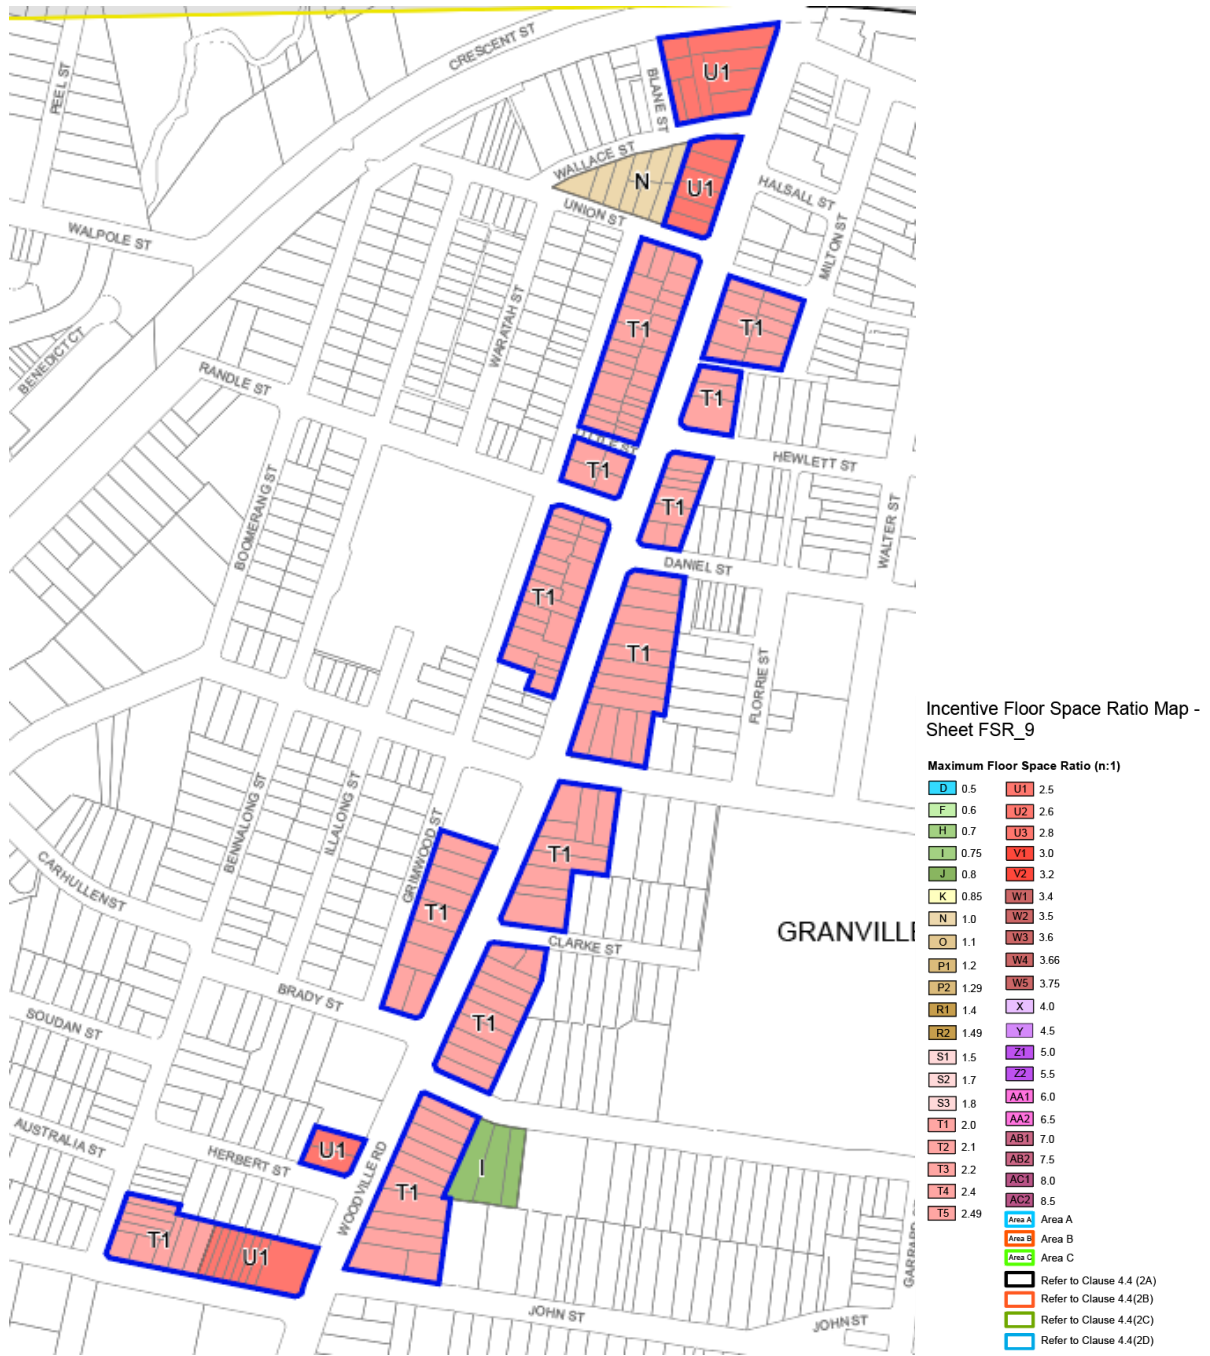 CRESCENT ST
PEEL ST
BLANE ST
U1
WALLACE ST
N
U1
HALSALL ST
UNION ST
WALPOLE ST
MILTON ST
WARATAH ST
T1
T1
BENEDICT CT
RANDLE ST
T1
T1
HEWLETT ST
BOOMERANG ST
T1
WALTER ST
DANIEL ST
T1
T1
FLORRIE ST
BENNALONG ST
ILLALONG ST
GRIMWOOD ST
T1
CARHULLEN ST
T1
GRANVILLE
CLARKE ST
BRADY ST
SOUDAN ST
T1
AUSTRALIA ST
HERBERT ST
U1
WOODVILLE RD
I
T1
T1
U1
JOHN ST
JOHN ST
Incentive Floor Space Ratio Map -
Sheet FSR_9
Maximum Floor Space Ratio (n:1)
D 0.5
F 0.6
H 0.7
I 0.75
J 0.8
K 0.85
N 1.0
O 1.1
P1 1.2
P2 1.29
R1 1.4
R2 1.49
S1 1.5
S2 1.7
S3 1.8
T1 2.0
T2 2.1
T3 2.2
T4 2.4
T5 2.49
U1 2.5
U2 2.6
U3 2.8
V1 3.0
V2 3.2
W1 3.4
W2 3.5
W3 3.6
W4 3.66
W5 3.75
X 4.0
Y 4.5
Z1 5.0
Z2 5.5
AA1 6.0
AA2 6.5
AB1 7.0
AB2 7.5
AC1 8.0
AC2 8.5
Area A Area A
Area B Area B
Area C Area C
Refer to Clause 4.4 (2A)
Refer to Clause 4.4(2B)
Refer to Clause 4.4(2C)
Refer to Clause 4.4(2D)